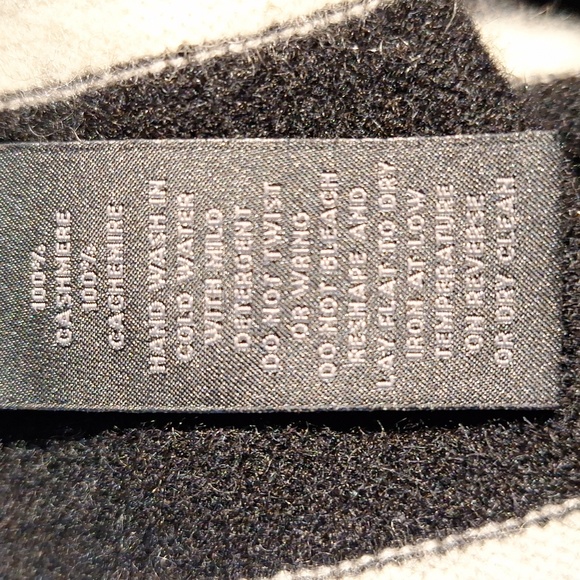 100%
CASHMERE
100%
CACHEMIRE
HAND WASH IN
COLD WATER
WITH MILD
DETERGENT
DO NOT TWIST
OR WRING
DO NOT BLEACH
RESHAPE AND
LAY FLAT TO DRY
IRON AT LOW
TEMPERATURE
ON REVERSE
OR DRY CLEAN